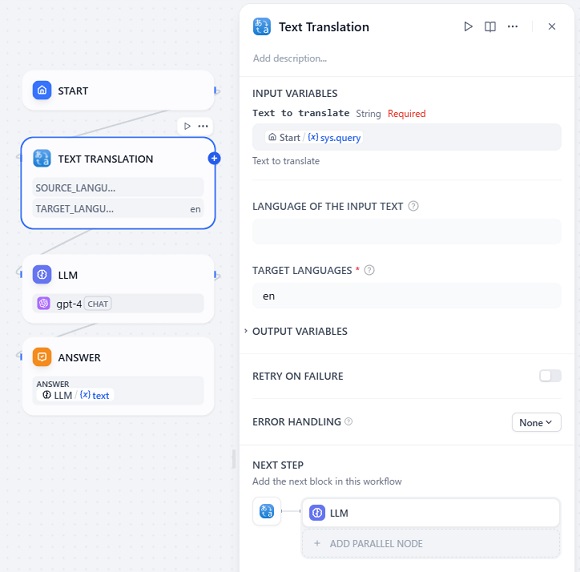 START
TEXT TRANSLATION
SOURCE_LANGU...
TARGET_LANGU... en
LLM
gpt-4 CHAT
ANSWER
ANSWER
LLM / {x} text
Text Translation
Add description...
INPUT VARIABLES
Text to translate String Required
Start / {x} sys.query
Text to translate
LANGUAGE OF THE INPUT TEXT
TARGET LANGUAGES *
en
OUTPUT VARIABLES
RETRY ON FAILURE
ERROR HANDLING
None
NEXT STEP
Add the next block in this workflow
LLM
+ ADD PARALLEL NODE